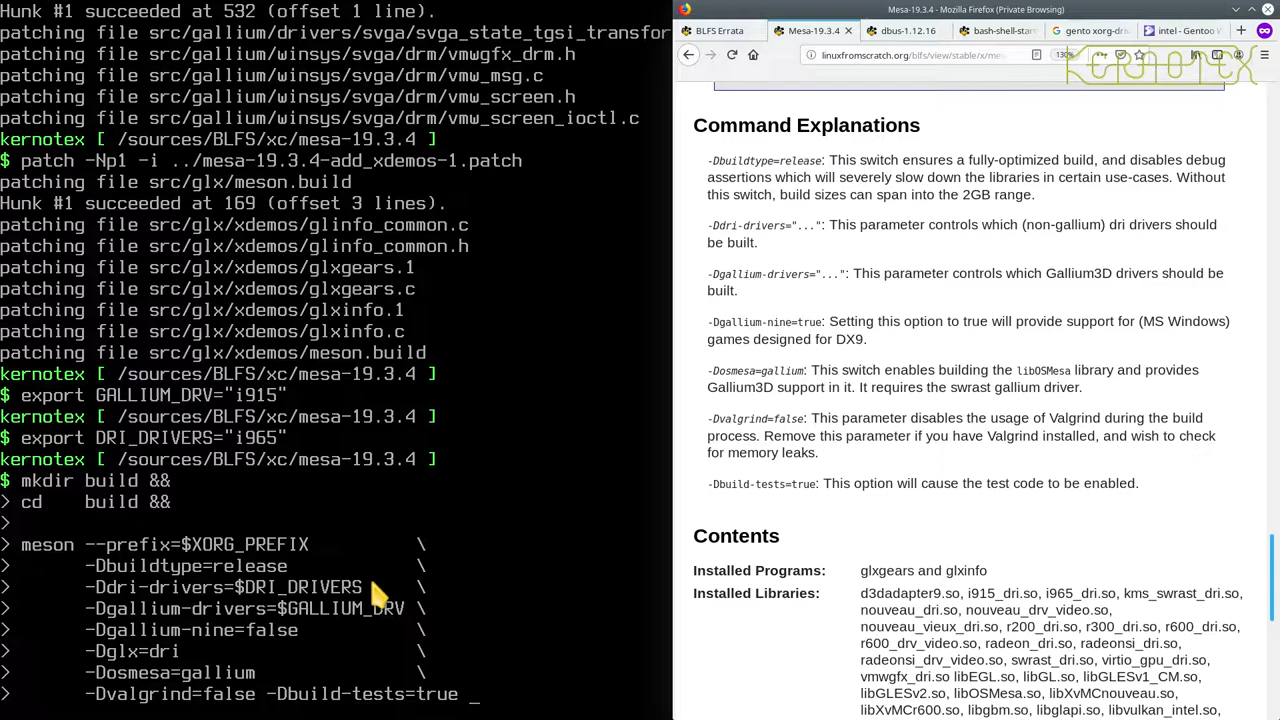 Hunk #1 succeeded at 532 (offset 1 line).
patching file src/gallium/drivers/svga/svga_state_tgsi_transfor
patching file src/gallium/winsys/svga/drm/vmwgfx_drm.h
patching file src/gallium/winsys/svga/drm/vmw_msg.c
patching file src/gallium/winsys/svga/drm/vmw_screen.h
patching file src/gallium/winsys/svga/drm/vmw_screen_ioctl.c
kernotex [ /sources/BLFS/xc/mesa-19.3.4 ]
$ patch -Np1 -i ../mesa-19.3.4-add_xdemos-1.patch
patching file src/glx/meson.build
Hunk #1 succeeded at 169 (offset 3 lines).
patching file src/glx/xdemos/glinfo_common.c
patching file src/glx/xdemos/glinfo_common.h
patching file src/glx/xdemos/glxgears.1
patching file src/glx/xdemos/glxgears.c
patching file src/glx/xdemos/glxinfo.1
patching file src/glx/xdemos/glxinfo.c
patching file src/glx/xdemos/meson.build
kernotex [ /sources/BLFS/xc/mesa-19.3.4 ]
$ export GALLIUM_DRV="i915"
kernotex [ /sources/BLFS/xc/mesa-19.3.4 ]
$ export DRI_DRIVERS="i965"
kernotex [ /sources/BLFS/xc/mesa-19.3.4 ]
$ mkdir build &&
> cd    build &&
>
> meson --prefix=$XORG_PREFIX          \
>       -Dbuildtype=release            \
>       -Ddri-drivers=$DRI_DRIVERS     \
>       -Dgallium-drivers=$GALLIUM_DRV \
>       -Dgallium-nine=false           \
>       -Dglx=dri                      \
>       -Dosmesa=gallium               \
>       -Dvalgrind=false -Dbuild-tests=true _
Mesa-19.3.4 - Mozilla Firefox (Private Browsing)
BLFS Errata
Mesa-19.3.4
dbus-1.12.16
bash-shell-star
gento xorg-dri
intel - Gentoo W
linuxfromscratch.org/blfs/view/stable/x/me
130%
KERNOTEX
Command Explanations
-Dbuildtype=release: This switch ensures a fully-optimized build, and disables debug
assertions which will severely slow down the libraries in certain use-cases. Without
this switch, build sizes can span into the 2GB range.
-Ddri-drivers="...": This parameter controls which (non-gallium) dri drivers should
be built.
-Dgallium-drivers="...": This parameter controls which Gallium3D drivers should be
built.
-Dgallium-nine=true: Setting this option to true will provide support for (MS Windows)
games designed for DX9.
-Dosmesa=gallium: This switch enables building the libOSMesa library and provides
Gallium3D support in it. It requires the swrast gallium driver.
-Dvalgrind=false: This parameter disables the usage of Valgrind during the build
process. Remove this parameter if you have Valgrind installed, and wish to check
for memory leaks.
-Dbuild-tests=true: This option will cause the test code to be enabled.
Contents
Installed Programs: glxgears and glxinfo
Installed Libraries: d3dadapter9.so, i915_dri.so, i965_dri.so, kms_swrast_dri.so,
nouveau_dri.so, nouveau_drv_video.so,
nouveau_vieux_dri.so, r200_dri.so, r300_dri.so, r600_dri.so,
r600_drv_video.so, radeon_dri.so, radeonsi_dri.so,
radeonsi_drv_video.so, swrast_dri.so, virtio_gpu_dri.so,
vmwgfx_dri.so, libEGL.so, libGL.so, libGLESv1_CM.so,
libGLESv2.so, libOSMesa.so, libXvMCnouveau.so,
libXvMCr600.so, libgbm.so, libglapi.so, libvulkan_intel.so,